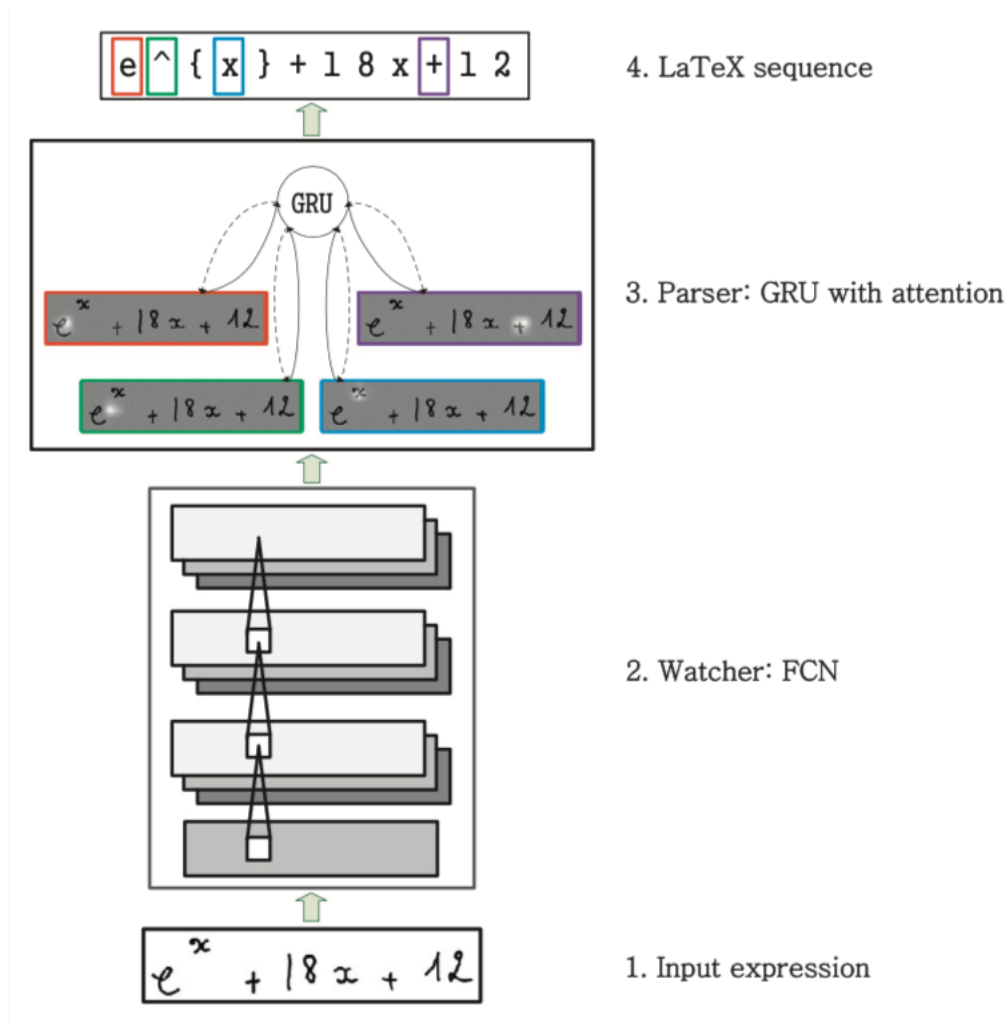 e ^ { x } + 1 8 x + 1 2
4. LaTeX sequence
GRU
3. Parser: GRU with attention
e^x + 18x + 12
e^x + 18x + 12
e^x + 18x + 12
e^x + 18x + 12
2. Watcher: FCN
e^x + 18x + 12
1. Input expression